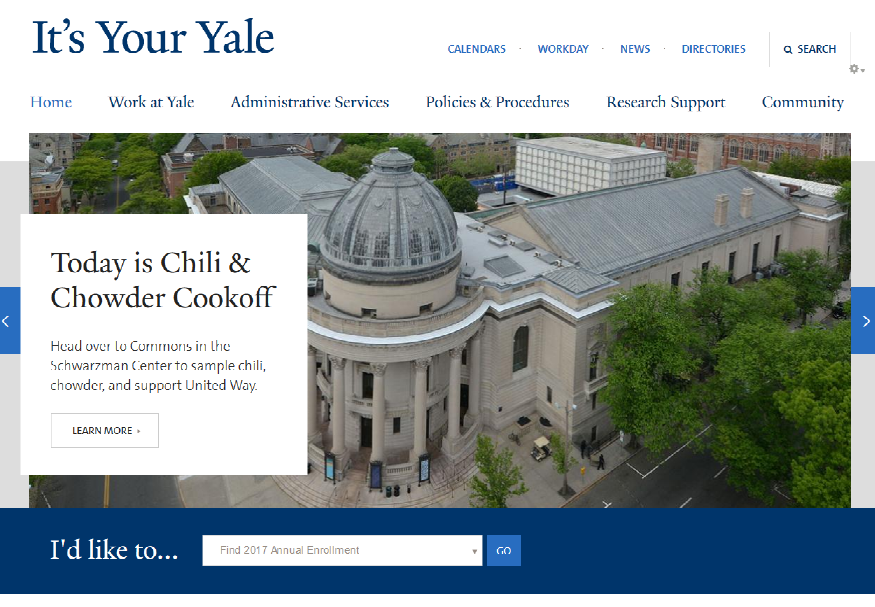 It's Your Yale
CALENDARS · WORKDAY · NEWS · DIRECTORIES
SEARCH
Home Work at Yale Administrative Services Policies & Procedures Research Support Community
Today is Chili &
Chowder Cookoff
Head over to Commons in the
Schwarzman Center to sample chili,
chowder, and support United Way.
LEARN MORE
I'd like to...
Find 2017 Annual Enrollment
GO